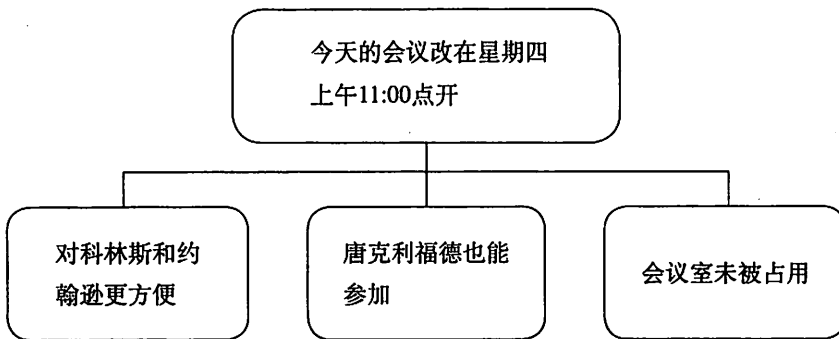 今天的会议改在星期四
上午11:00点开
对科林斯和约
翰逊更方便
唐克利福德也能
参加
会议室未被占用